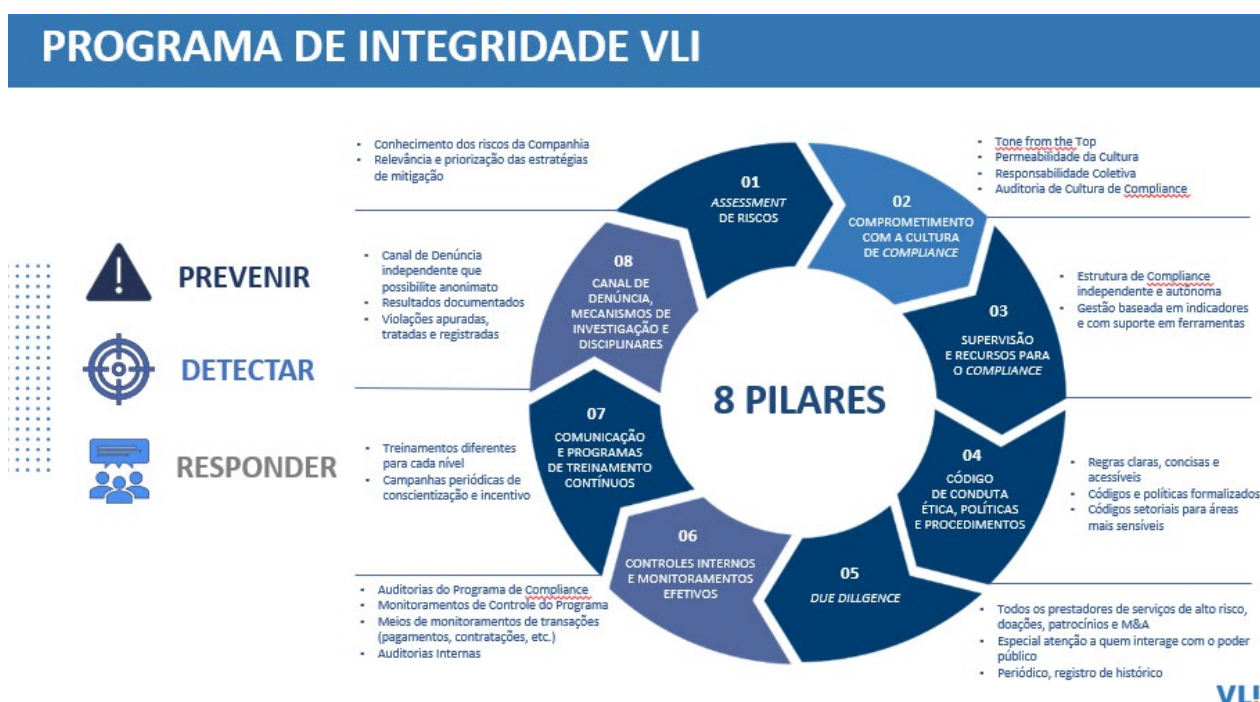 PROGRAMA DE INTEGRIDADE VLI
• Conhecimento dos riscos da Companhia
• Relevância e priorização das estratégias
de mitigação
• Tone from the Top
• Permeabilidade da Cultura
• Responsabilidade Coletiva
• Auditoria de Cultura de Compliance
01
ASSESSMENT
DE RISCOS
02
COMPROMETIMENTO
COM A CULTURA
DE COMPLIANCE
PREVENIR
DETECTAR
RESPONDER
• Canal de Denúncia
independente que
possibilite anonimato
• Resultados documentados
• Violações apuradas,
tratadas e registradas
08
CANAL DE
DENÚNCIA,
MECANISMOS DE
INVESTIGAÇÃO E
DISCIPLINARES
03
SUPERVISÃO
E RECURSOS PARA
O COMPLIANCE
• Estrutura de Compliance
independente e autônoma
• Gestão baseada em indicadores
e com suporte em ferramentas
8 PILARES
• Treinamentos diferentes
para cada nível
• Campanhas periódicas de
conscientização e incentivo
07
COMUNICAÇÃO
E PROGRAMAS
DE TREINAMENTO
CONTÍNUOS
04
CÓDIGO
DE CONDUTA
ÉTICA, POLÍTICAS
E PROCEDIMENTOS
• Regras claras, concisas e
acessíveis
• Códigos e políticas formalizados
• Códigos setoriais para áreas
mais sensíveis
06
CONTROLES INTERNOS
E MONITORAMENTOS
EFETIVOS
05
DUE DILLGENCE
• Auditorias do Programa de Compliance
• Monitoramentos de Controle do Programa
• Meios de monitoramentos de transações
(pagamentos, contratações, etc.)
• Auditorias Internas
• Todos os prestadores de serviços de alto risco,
doações, patrocínios e M&A
• Especial atenção a quem interage com o poder
público
• Periódico, registro de histórico
VLI